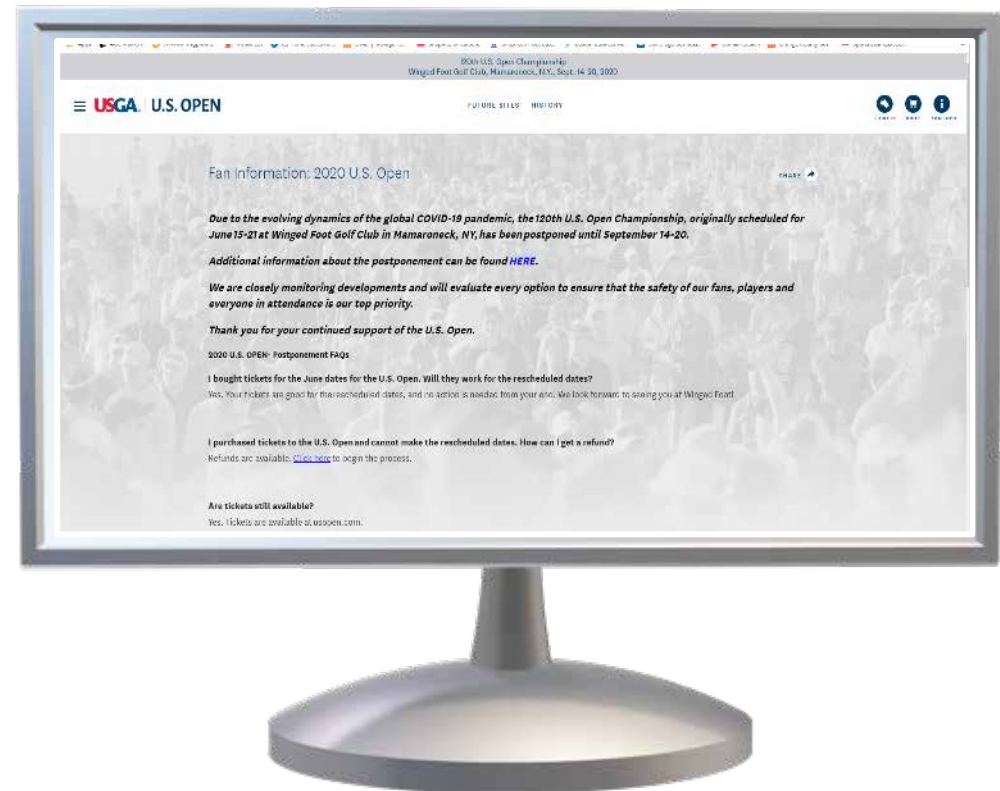 120th U.S. Open Championship
Winged Foot Golf Club, Mamaroneck, N.Y., Sept. 14-20, 2020
USGA. U.S. OPEN
FUTURE SITES HISTORY
Fan Information: 2020 U.S. Open
SHARE
Due to the evolving dynamics of the global COVID-19 pandemic, the 120th U.S. Open Championship, originally scheduled for
June 15-21 at Winged Foot Golf Club in Mamaroneck, NY, has been postponed until September 14-20.
Additional information about the postponement can be found HERE.
We are closely monitoring developments and will evaluate every option to ensure that the safety of our fans, players and
everyone in attendance is our top priority.
Thank you for your continued support of the U.S. Open.
2020 U.S. OPEN- Postponement FAQs
I bought tickets for the June dates for the U.S. Open. Will they work for the rescheduled dates?
Yes. Your tickets are good for the rescheduled dates, and no action is needed from your end. We look forward to seeing you at Winged Foot!
I purchased tickets to the U.S. Open and cannot make the rescheduled dates. How can I get a refund?
Refunds are available. Click here to begin the process.
Are tickets still available?
Yes. Tickets are available at usopen.com.